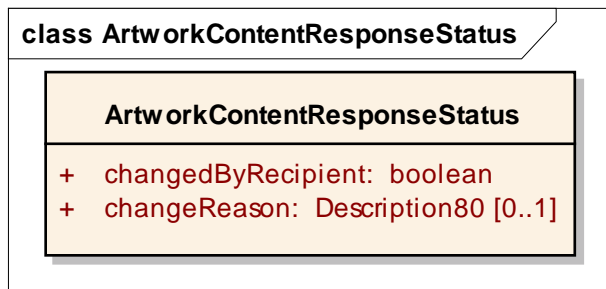 class ArtworkContentResponseStatus
ArtworkContentResponseStatus
+ changedByRecipient: boolean
+ changeReason: Description80 [0..1]